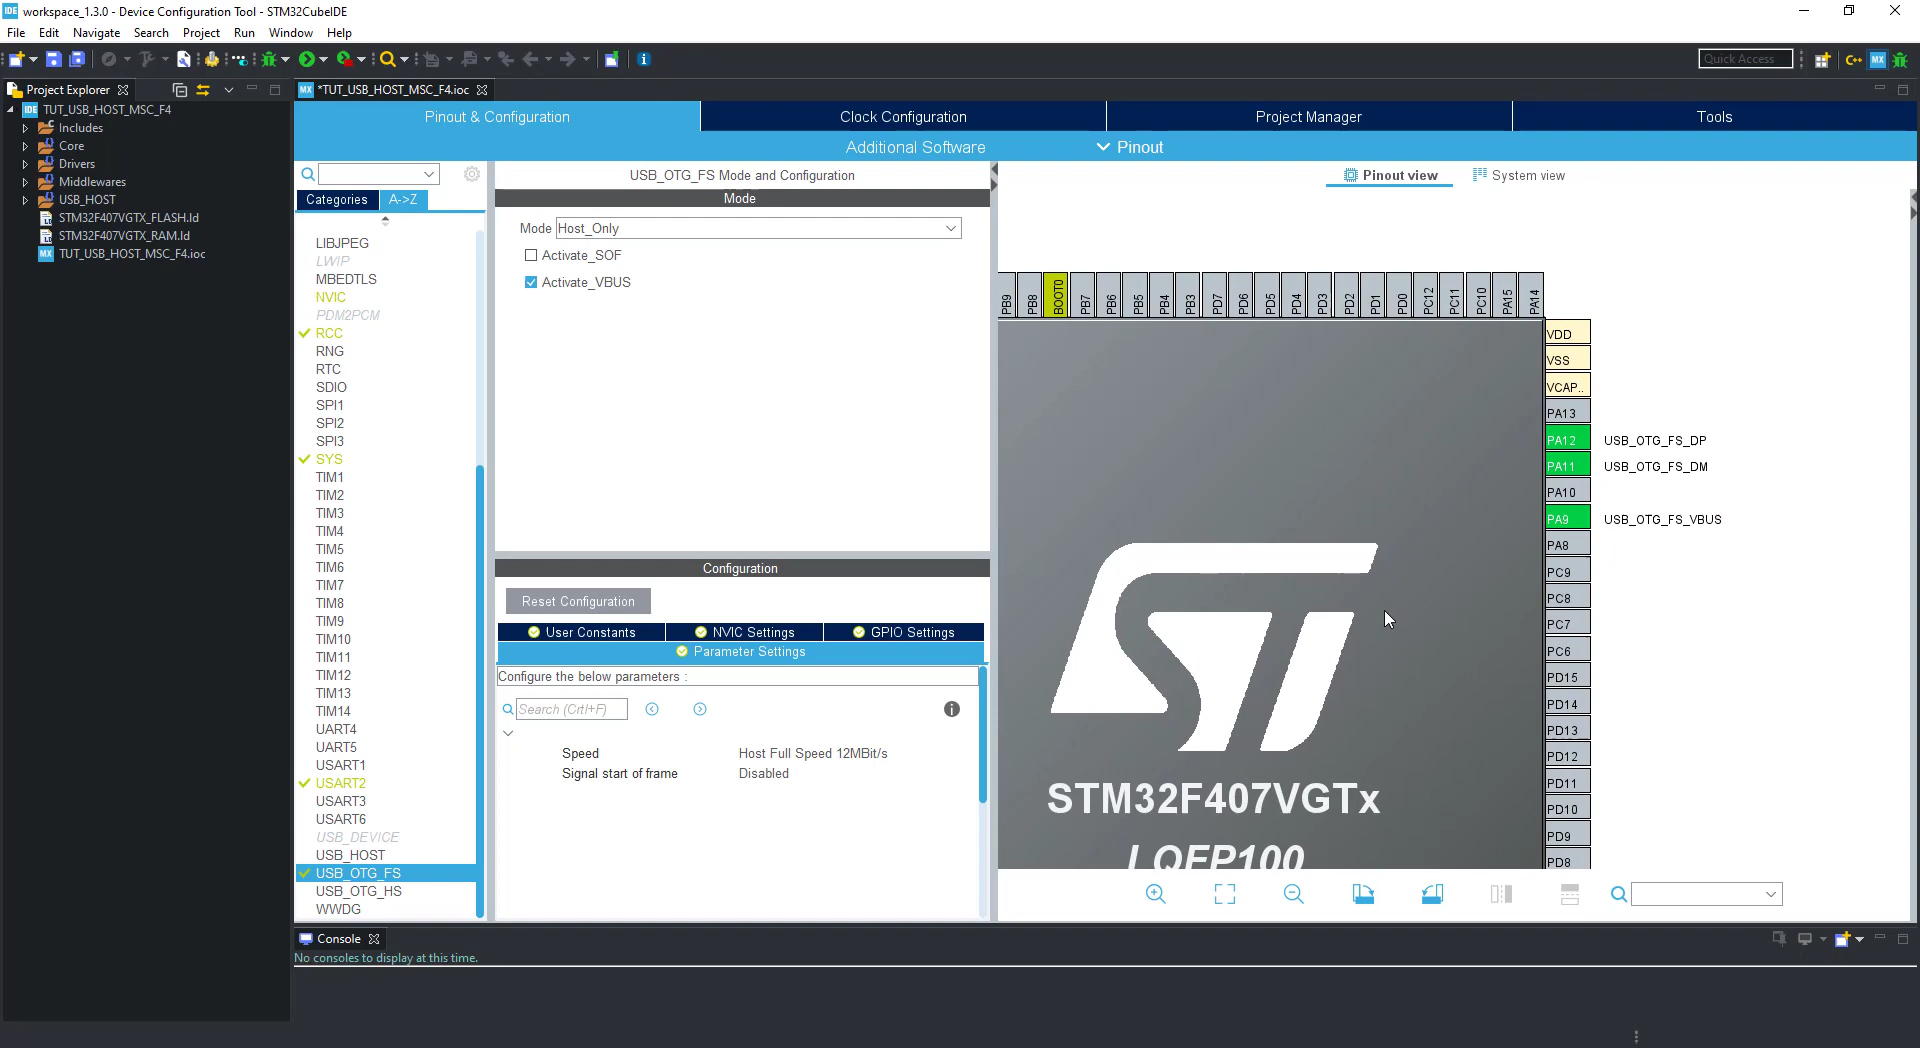 IDE workspace_1.3.0 - Device Configuration Tool - STM32CubeIDE
File Edit Navigate Search Project Run Window Help
Quick Access
Project Explorer
MX *TUT_USB_HOST_MSC_F4.ioc
IDE TUT_USB_HOST_MSC_F4
Includes
Core
Drivers
Middlewares
USB_HOST
STM32F407VGTX_FLASH.ld
STM32F407VGTX_RAM.ld
MX TUT_USB_HOST_MSC_F4.ioc
Pinout & Configuration
Clock Configuration
Project Manager
Tools
Additional Software
Pinout
Categories
A->Z
LIBJPEG
LWIP
MBEDTLS
NVIC
PDM2PCM
RCC
RNG
RTC
SDIO
SPI1
SPI2
SPI3
SYS
TIM1
TIM2
TIM3
TIM4
TIM5
TIM6
TIM7
TIM8
TIM9
TIM10
TIM11
TIM12
TIM13
TIM14
UART4
UART5
USART1
USART2
USART3
USART6
USB_DEVICE
USB_HOST
USB_OTG_FS
USB_OTG_HS
WWDG
USB_OTG_FS Mode and Configuration
Mode
Mode Host_Only
Activate_SOF
Activate_VBUS
Configuration
Reset Configuration
User Constants
NVIC Settings
GPIO Settings
Parameter Settings
Configure the below parameters :
Search (CrtI+F)
Speed Host Full Speed 12MBit/s
Signal start of frame Disabled
Pinout view
System view
PB9 PB8 BOOT0 PB7 PB6 PB5 PB4 PB3 PD7 PD6 PD5 PD4 PD3 PD2 PD1 PD0 PC12 PC11 PC10 PA15 PA14
VDD
VSS
VCAP..
PA13
PA12 USB_OTG_FS_DP
PA11 USB_OTG_FS_DM
PA10
PA9 USB_OTG_FS_VBUS
PA8
PC9
PC8
PC7
PC6
PD15
PD14
PD13
PD12
PD11
PD10
PD9
PD8
ST
STM32F407VGTx
LQFP100
Console
No consoles to display at this time.